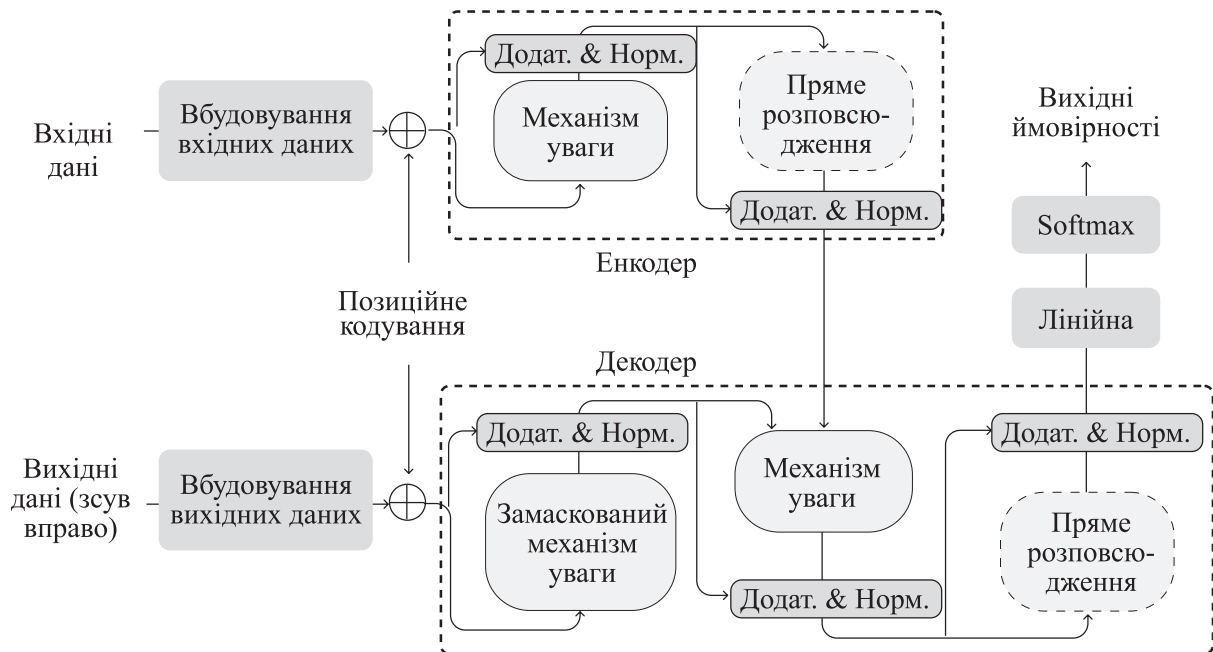 Вхідні
дані
Вбудовування
вхідних даних
Додат. & Норм.
Механізм
уваги
Пряме
розповсю-
дження
Додат. & Норм.
Енкодер
Вихідні
ймовірності
Softmax
Лінійна
Позиційне
кодування
Декодер
Вихідні
дані (зсув
вправо)
Вбудовування
вихідних даних
Додат. & Норм.
Замаскований
механізм
уваги
Механізм
уваги
Додат. & Норм.
Додат. & Норм.
Пряме
розповсю-
дження